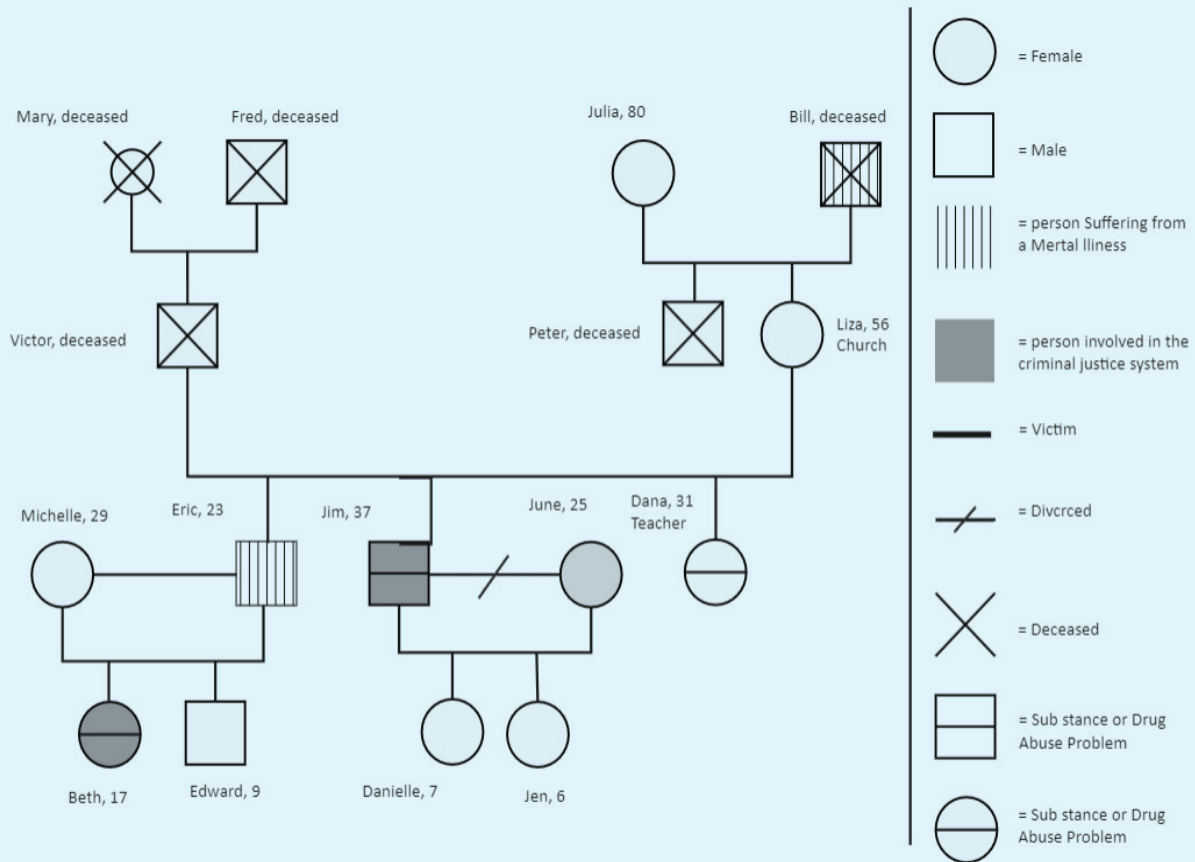 Mary, deceased
Fred, deceased
Julia, 80
Bill, deceased
Victor, deceased
Peter, deceased
Liza, 56
Church
Michelle, 29
Eric, 23
Jim, 37
June, 25
Dana, 31
Teacher
Beth, 17
Edward, 9
Danielle, 7
Jen, 6
= Female
= Male
= person Suffering from
a Mertal lliness
= person involved in the
criminal justice system
= Victim
= Divcrced
= Deceased
= Sub stance or Drug
Abuse Problem
= Sub stance or Drug
Abuse Problem